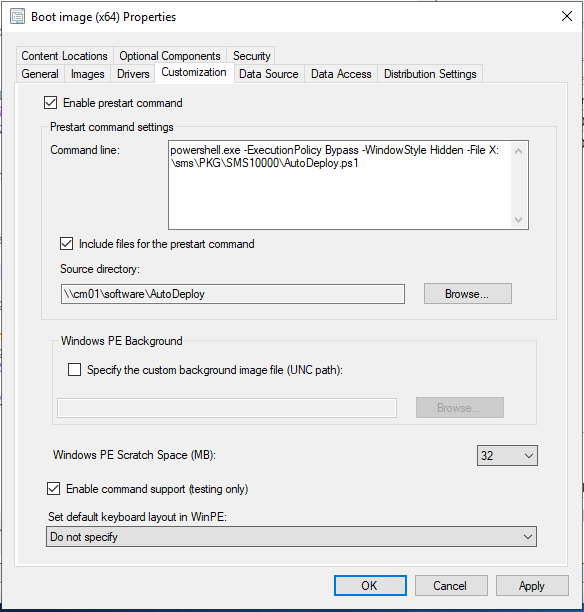 Boot image (x64) Properties
Content Locations Optional Components Security
General Images Drivers Customization Data Source Data Access Distribution Settings
Enable prestart command
Prestart command settings
Command line:
powershell.exe -ExecutionPolicy Bypass -WindowStyle Hidden -File X:
\sms\PKG\SMS10000\AutoDeploy.ps1
Include files for the prestart command
Source directory:
\\cm01\software\AutoDeploy
Browse...
Windows PE Background
Specify the custom background image file (UNC path):
Browse...
Windows PE Scratch Space (MB):
32
Enable command support (testing only)
Set default keyboard layout in WinPE:
Do not specify
OK Cancel Apply